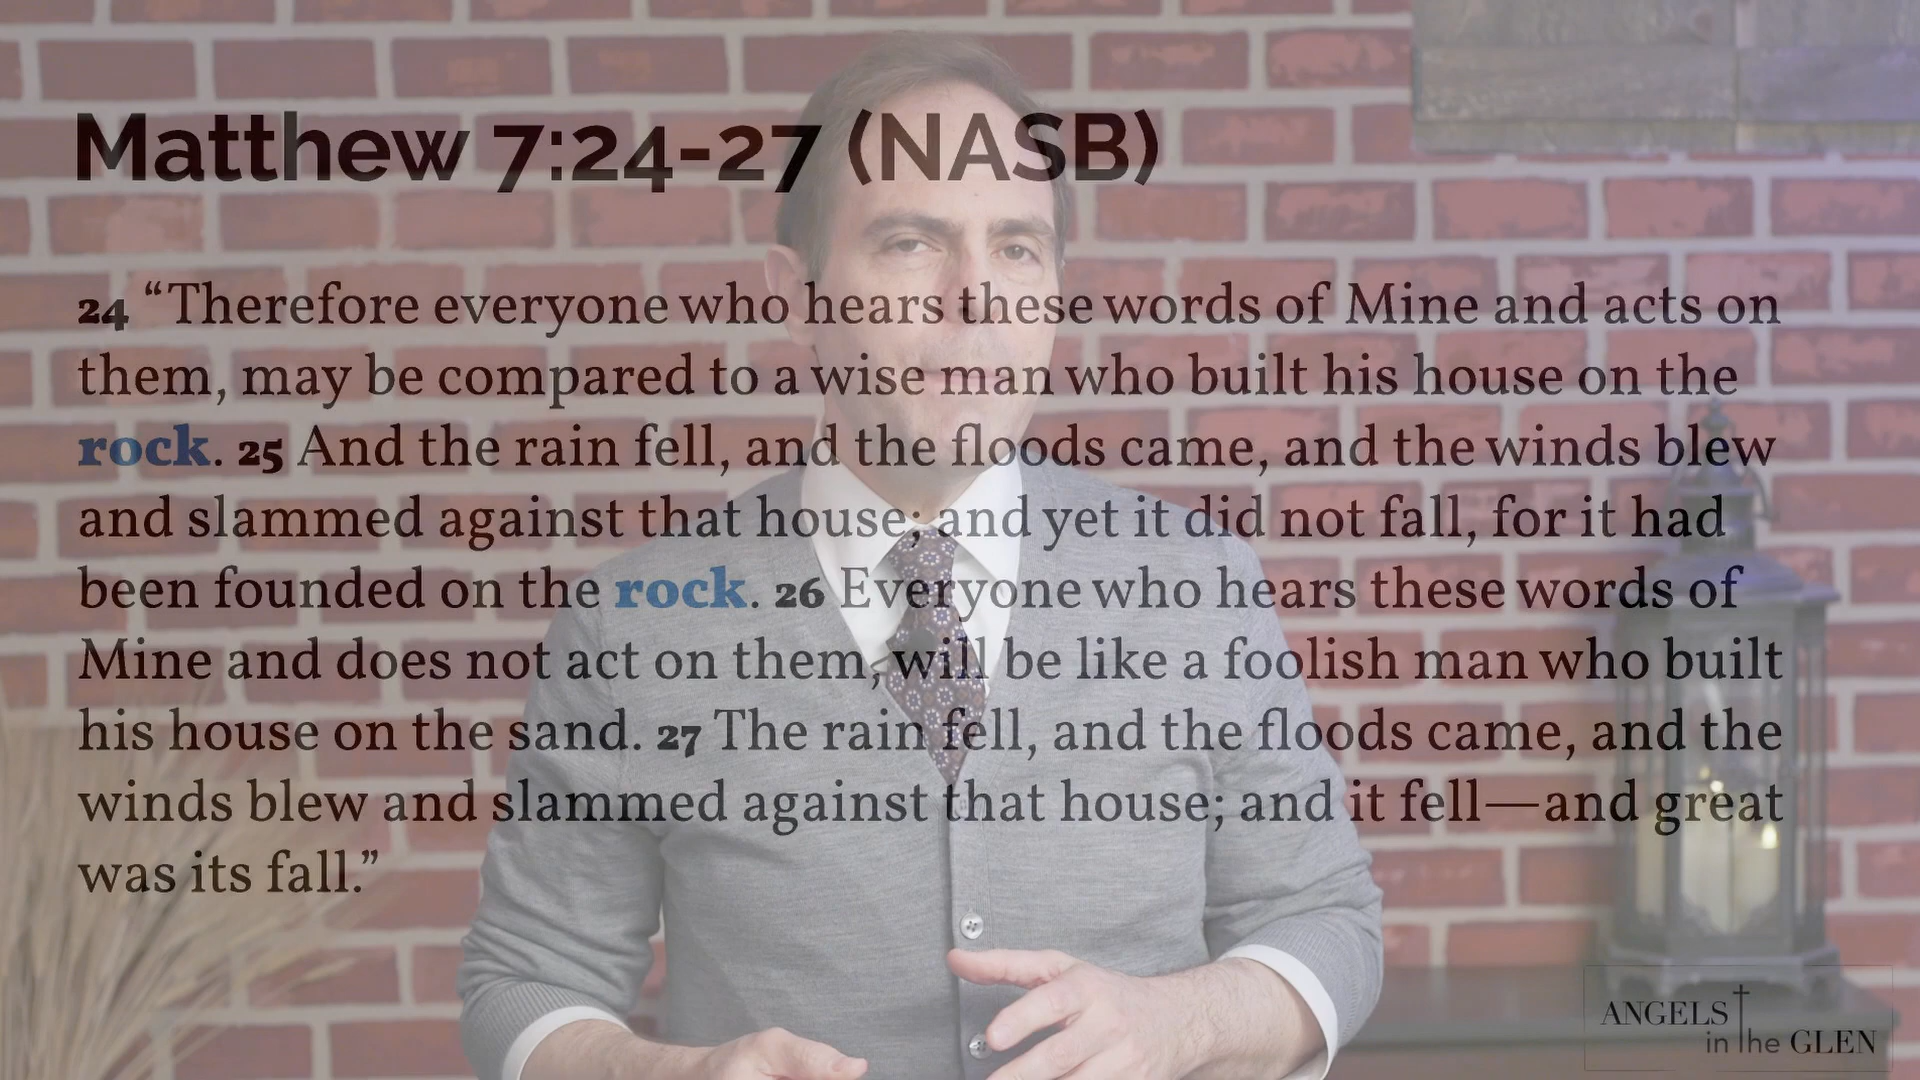 Matthew 7:24-27 (NASB)
24 “Therefore everyone who hears these words of Mine and acts on
them, may be compared to a wise man who built his house on the
rock. 25 And the rain fell, and the floods came, and the winds blew
and slammed against that house; and yet it did not fall, for it had
been founded on the rock. 26 Everyone who hears these words of
Mine and does not act on them, will be like a foolish man who built
his house on the sand. 27 The rain fell, and the floods came, and the
winds blew and slammed against that house; and it fell—and great
was its fall.”
ANGELS
in the GLEN